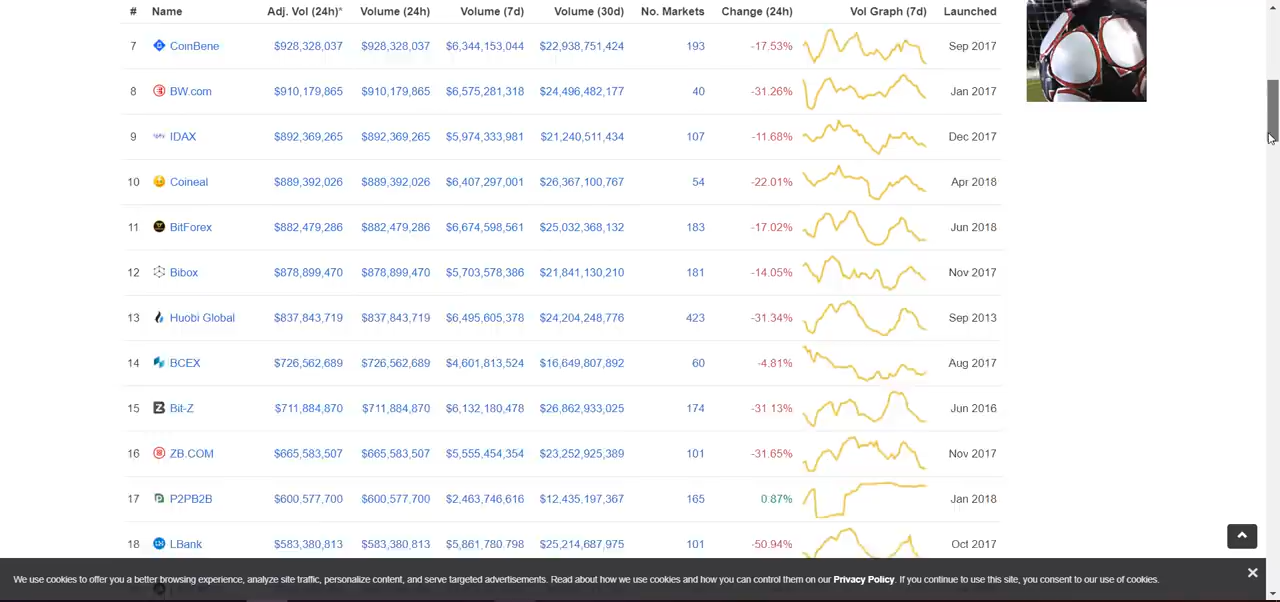 # Name Adj. Vol (24h)* Volume (24h) Volume (7d) Volume (30d) No. Markets Change (24h) Vol Graph (7d) Launched
7 CoinBene $928,328,037 $928,328,037 $6,344,153,044 $22,938,751,424 193 -17.53% Sep 2017
8 BW.com $910,179,865 $910,179,865 $6,575,281,318 $24,496,482,177 40 -31.26% Jan 2017
9 IDAX $892,369,265 $892,369,265 $5,974,333,981 $21,240,511,434 107 -11.68% Dec 2017
10 Coineal $889,392,026 $889,392,026 $6,407,297,001 $26,367,100,767 54 -22.01% Apr 2018
11 BitForex $882,479,286 $882,479,286 $6,674,598,561 $25,032,368,132 183 -17.02% Jun 2018
12 Bibox $878,899,470 $878,899,470 $5,703,578,386 $21,841,130,210 181 -14.05% Nov 2017
13 Huobi Global $837,843,719 $837,843,719 $6,495,605,378 $24,204,248,776 423 -31.34% Sep 2013
14 BCEX $726,562,689 $726,562,689 $4,601,813,524 $16,649,807,892 60 -4.81% Aug 2017
15 Bit-Z $711,884,870 $711,884,870 $6,132,180,478 $26,862,933,025 174 -31.13% Jun 2016
16 ZB.COM $665,583,507 $665,583,507 $5,555,454,354 $23,252,925,389 101 -31.65% Nov 2017
17 P2PB2B $600,577,700 $600,577,700 $2,463,746,616 $12,435,197,367 165 0.87% Jan 2018
18 LBank $583,380,813 $583,380,813 $5,861,780,798 $25,214,687,975 101 -50.94% Oct 2017
We use cookies to offer you a better browsing experience, analyze site traffic, personalize content, and serve targeted advertisements. Read about how we use cookies and how you can control them on our Privacy Policy. If you continue to use this site, you consent to our use of cookies.